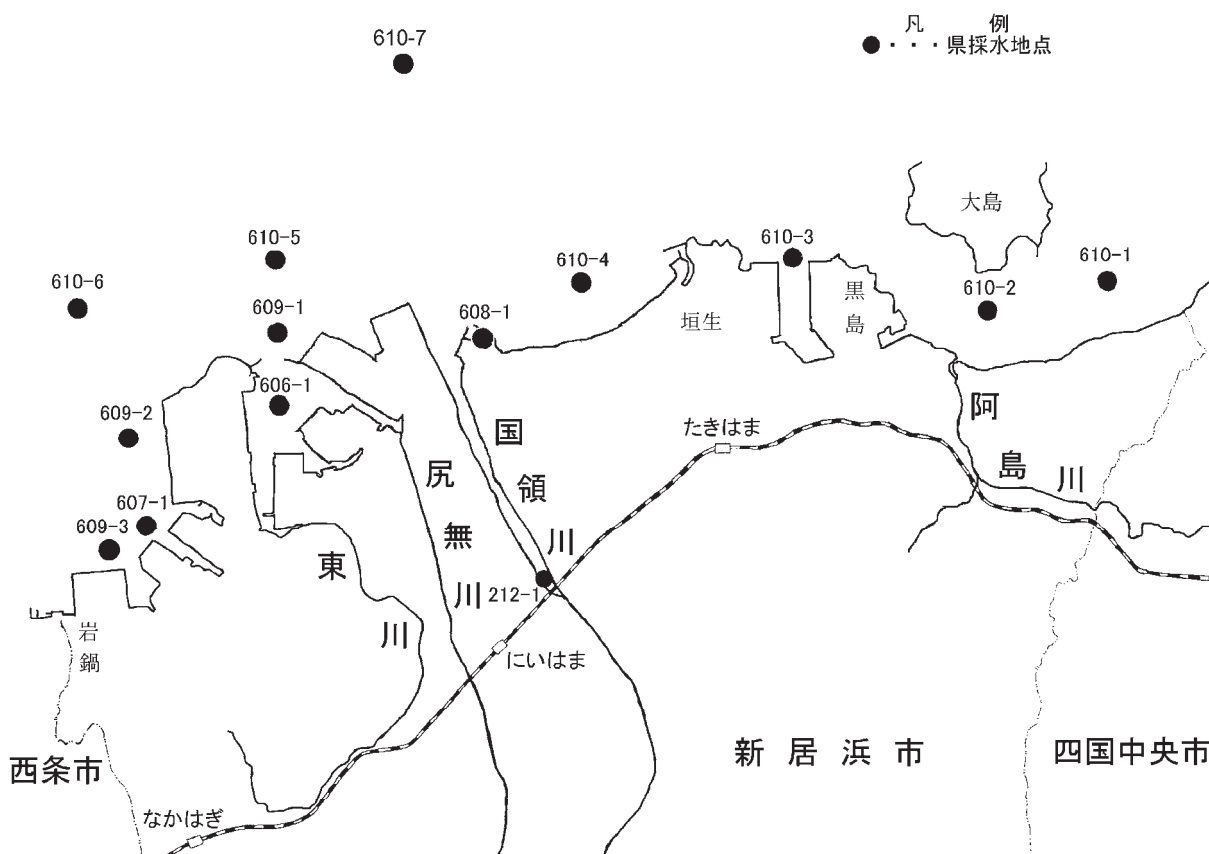 凡 例
●・・・県採水地点
610-7
大島
610-5
610-3
610-4
610-1
610-6
610-2
609-1
608-1
黒島
垣生
606-1
609-2
国領川
たきはま
阿島川
尻無川
607-1
609-3
東川
212-1
岩鍋
にいはま
新居浜市
四国中央市
西条市
なかはぎ